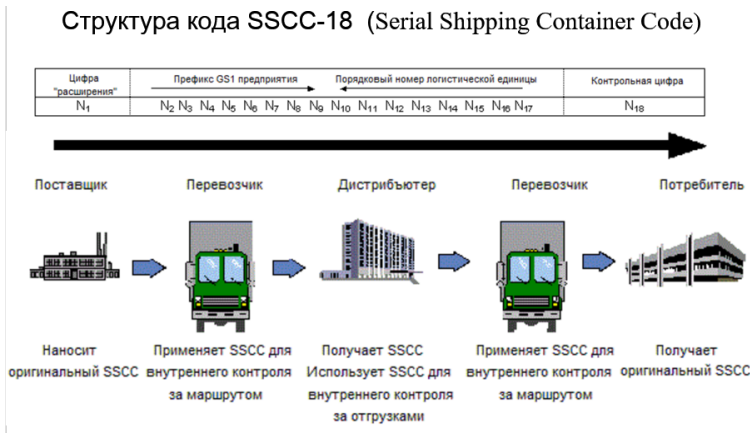 Структура кода SSCC-18 (Serial Shipping Container Code)
Цифра "расширения"
Префикс GS1 предприятия
Порядковый номер логистической единицы
Контрольная цифра
N1 N2 N3 N4 N5 N6 N7 N8 N9 N10 N11 N12 N13 N14 N15 N16 N17 N18
Поставщик Перевозчик Дистрибъютер Перевозчик Потребитель
Наносит
оригинальный SSCC
Применяет SSCC для
внутреннего контроля
за маршрутом
Получает SSCC
Использует SSCC для
внутреннего контроля
за отгрузками
Применяет SSCC для
внутреннего контроля
за маршрутом
Получает
оригинальный SSCC